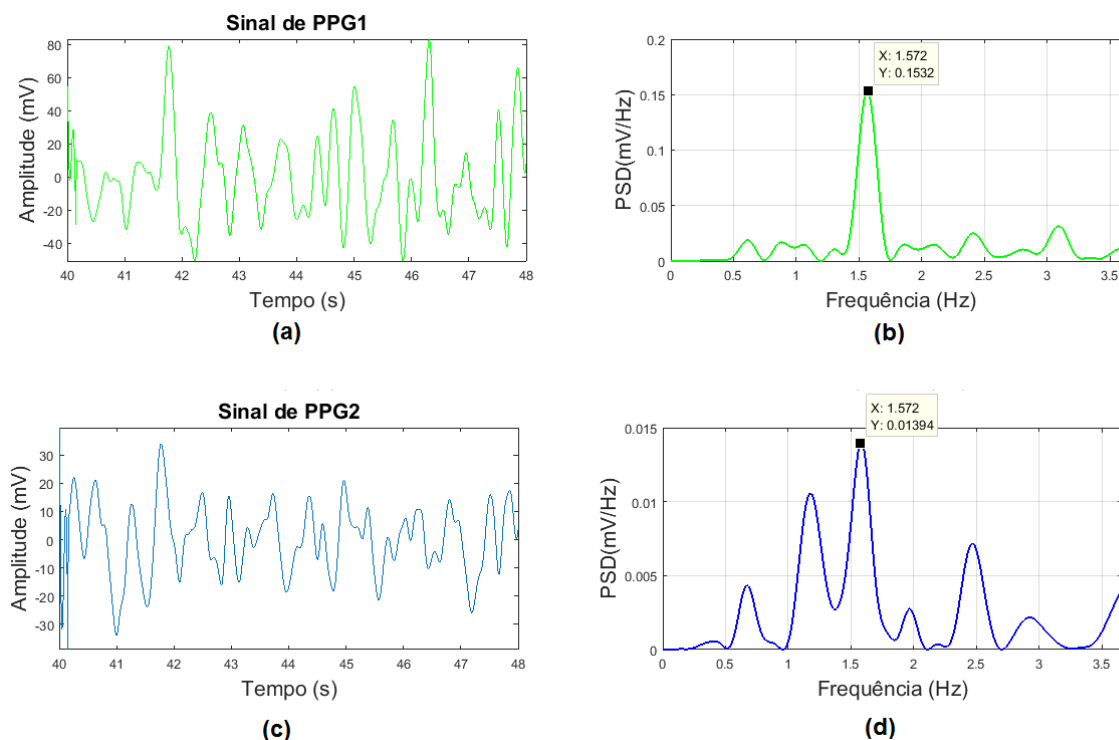 Sinal de PPG1
Amplitude (mV)
80
60
40
20
0
-20
-40
40 41 42 43 44 45 46 47 48
Tempo (s)
(a)
PSD(mV/Hz)
0.2
0.15
0.1
0.05
0
X: 1.572
Y: 0.1532
0 0.5 1 1.5 2 2.5 3 3.5
Frequência (Hz)
(b)
Sinal de PPG2
Amplitude (mV)
30
20
10
0
-10
-20
-30
40 41 42 43 44 45 46 47 48
Tempo (s)
(c)
PSD(mV/Hz)
0.015
0.01
0.005
0
X: 1.572
Y: 0.01394
0 0.5 1 1.5 2 2.5 3 3.5
Frequência (Hz)
(d)